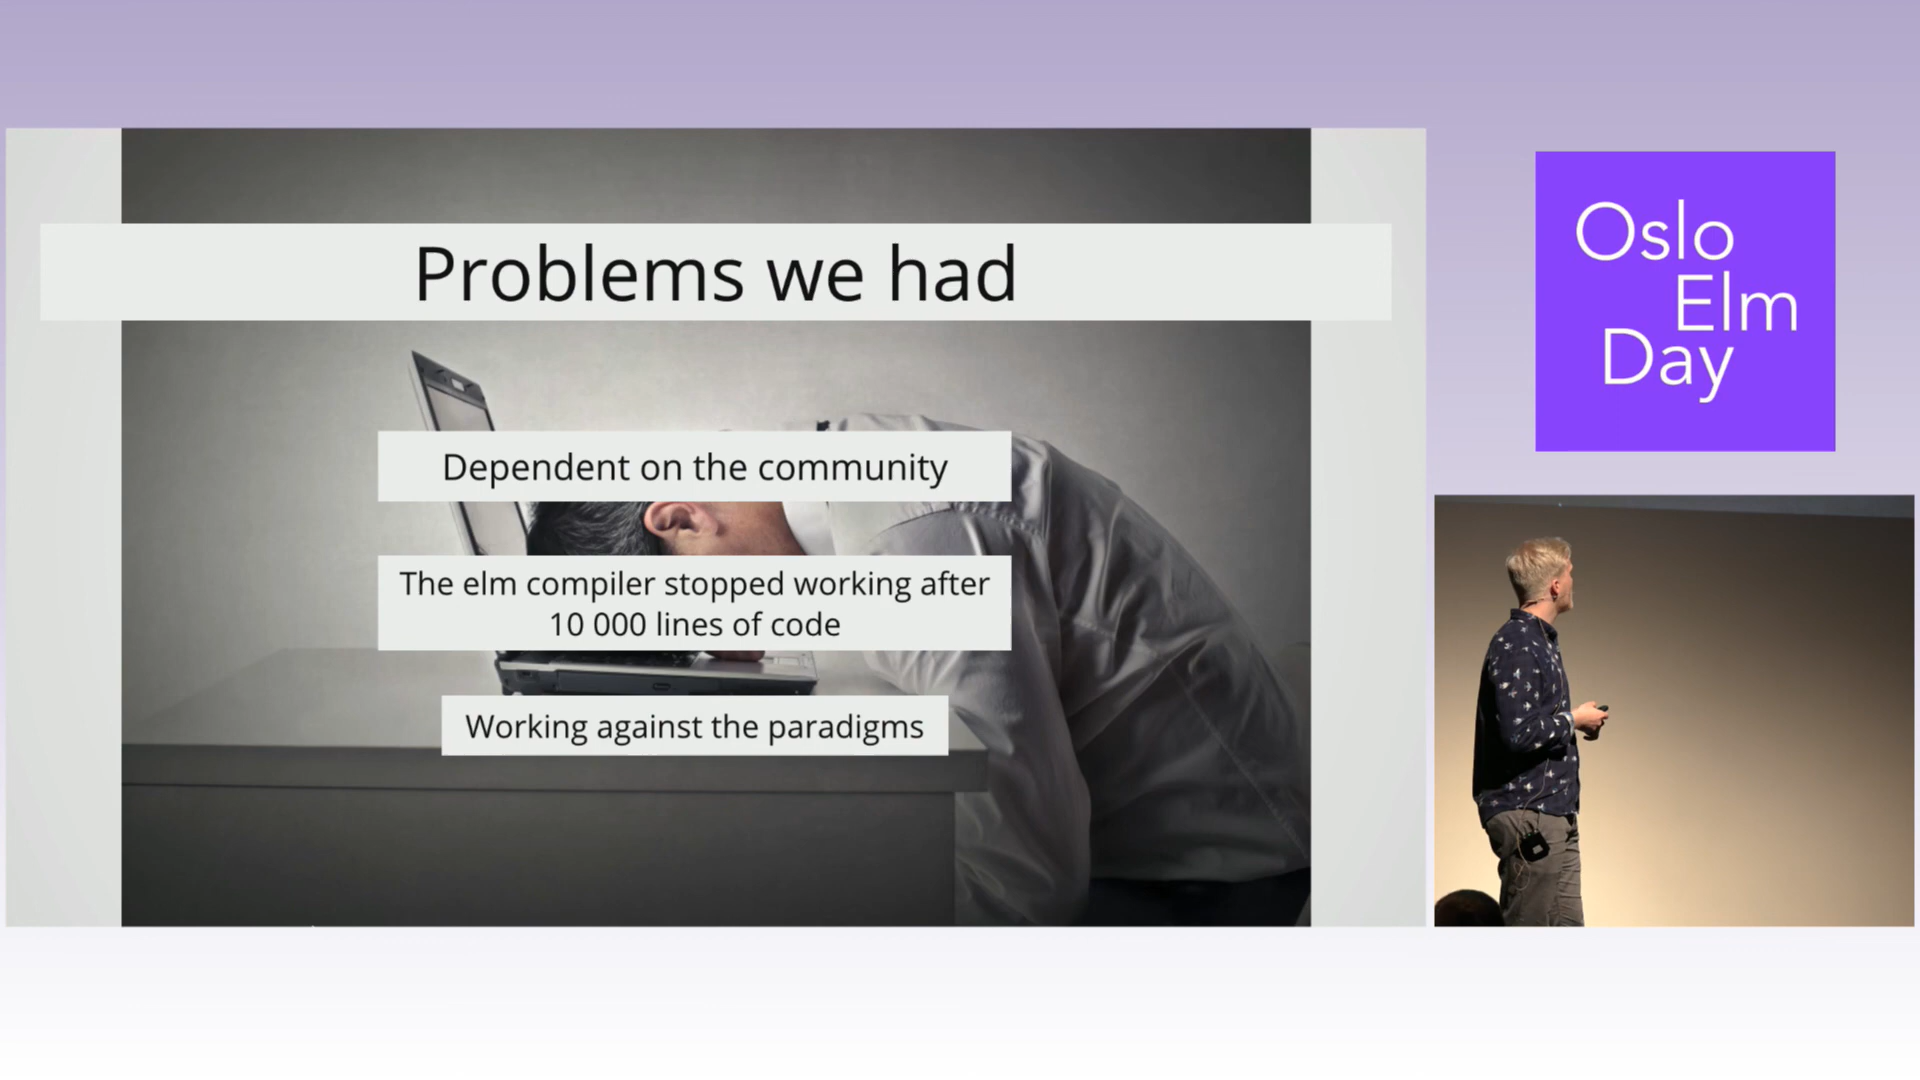 Problems we had
Dependent on the community
The elm compiler stopped working after
10 000 lines of code
Working against the paradigms
Oslo
Elm
Day